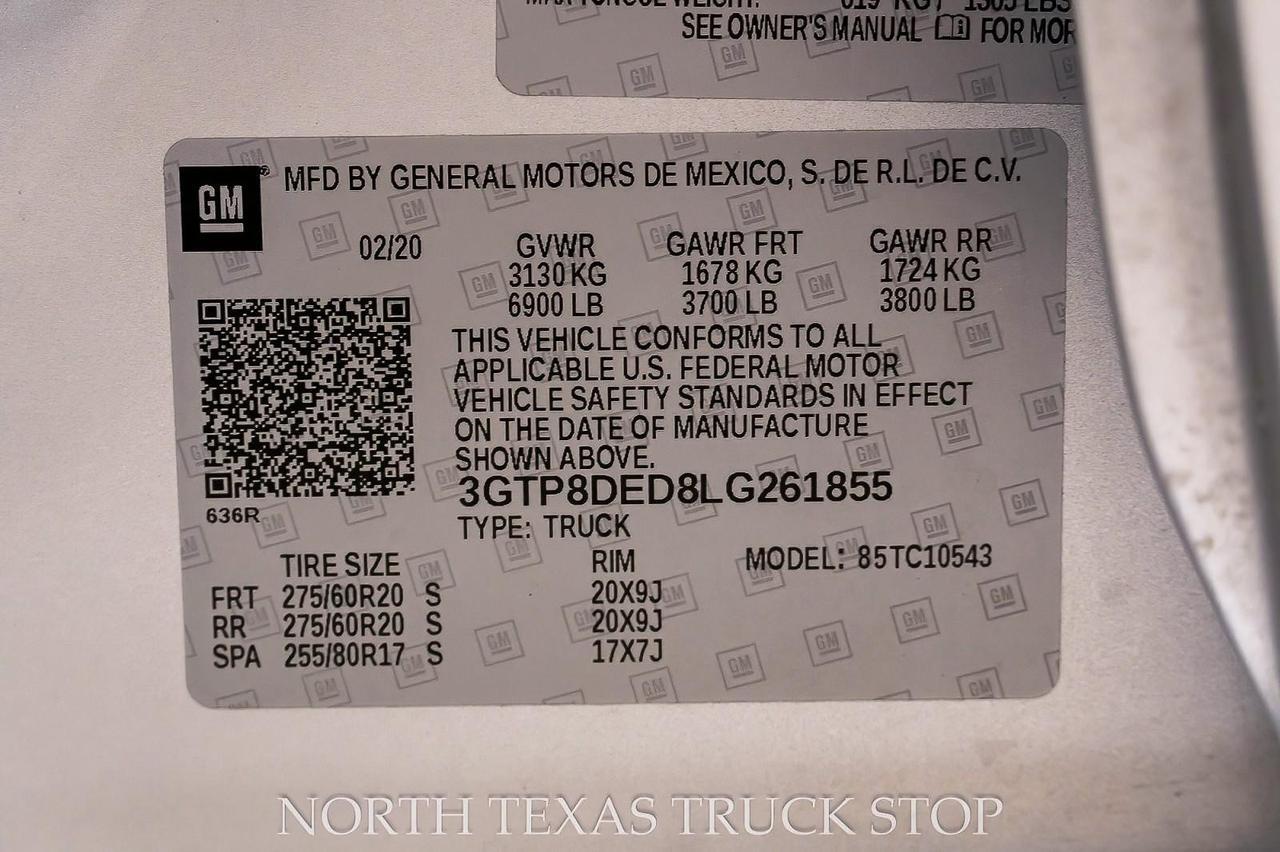 SEE OWNER'S MANUAL FOR
GM
MFD BY GENERAL MOTORS DE MEXICO, S. DE R.L. DE C.V.
02/20 GVWR GAWR FRT GAWR RR
3130 KG 1678 KG 1724 KG
6900 LB 3700 LB 3800 LB
THIS VEHICLE CONFORMS TO ALL
APPLICABLE U.S. FEDERAL MOTOR
VEHICLE SAFETY STANDARDS IN EFFECT
ON THE DATE OF MANUFACTURE
SHOWN ABOVE.
3GTP8DED8LG261855
636R
TYPE: TRUCK
TIRE SIZE RIM MODEL: 85TC10543
FRT 275/60R20 S 20X9J
RR 275/60R20 S 20X9J
SPA 255/80R17 S 17X7J
NORTH TEXAS TRUCK STOP